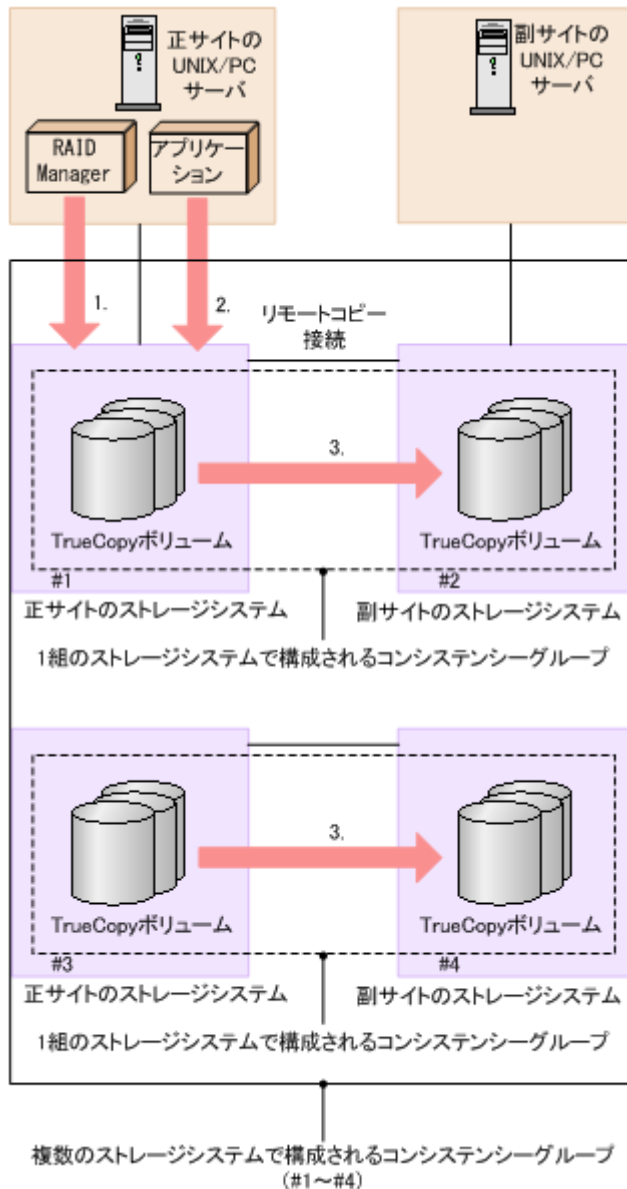 正サイトの
UNIX/PC
サーバ
副サイトの
UNIX/PC
サーバ
RAID
Manager
アプリケー
ション
1.
2.
リモートコピー
接続
3.
TrueCopyボリューム
TrueCopyボリューム
#1
#2
正サイトのストレージシステム
副サイトのストレージシステム
1組のストレージシステムで構成されるコンシステンシーグループ
3.
TrueCopyボリューム
TrueCopyボリューム
#3
#4
正サイトのストレージシステム
副サイトのストレージシステム
1組のストレージシステムで構成されるコンシステンシーグループ
複数のストレージシステムで構成されるコンシステンシーグループ
(#1～#4)